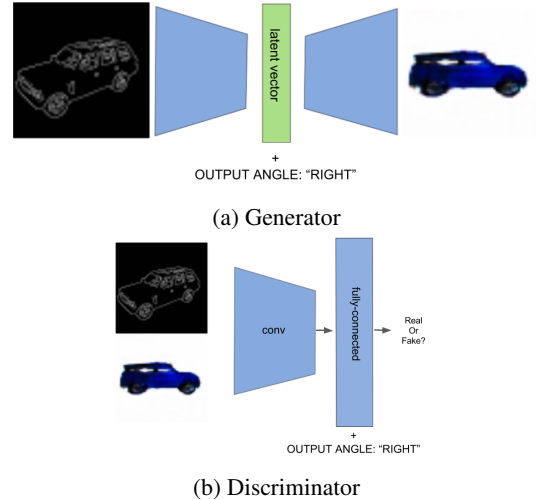 latent vector
+
OUTPUT ANGLE: "RIGHT"
(a) Generator
conv
fully-connected
Real
Or
Fake?
+
OUTPUT ANGLE: "RIGHT"
(b) Discriminator